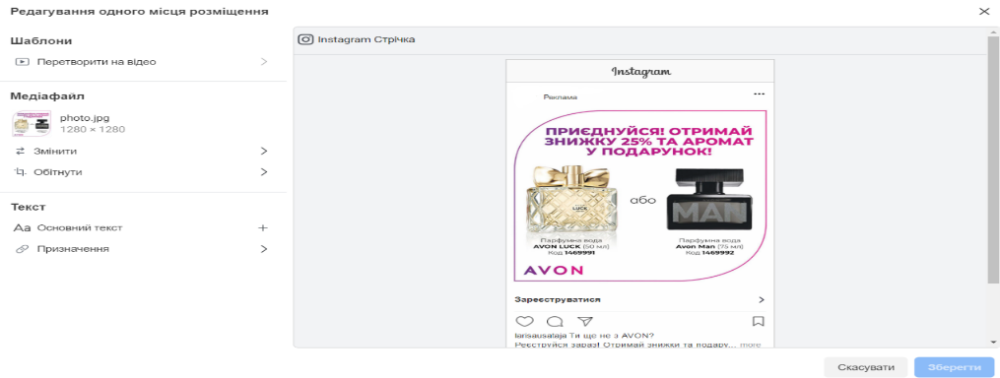 Редагування одного місця розміщення
Шаблони
Перетворити на відео
Медіафайл
photo.jpg
1280 × 1280
Змінити
Обітнути
Текст
Aa Основний текст
Призначення
Instagram Стрічка
Instagram
Реклама
ПРИЄДНУЙСЯ! ОТРИМАЙ
ЗНИЖКУ 25% ТА АРОМАТ
У ПОДАРУНОК!
LUCK
або
MAN
Парфумна вода
AVON LUCK (50 мл)
Код 1469991
Парфумна вода
Avon Man (75 мл)
Код 1469992
AVON
Зареєструватися
larisausataja Ти ще не з AVON?
Реєструйся зараз! Отримай знижки та подару... more
Скасувати
Зберегти